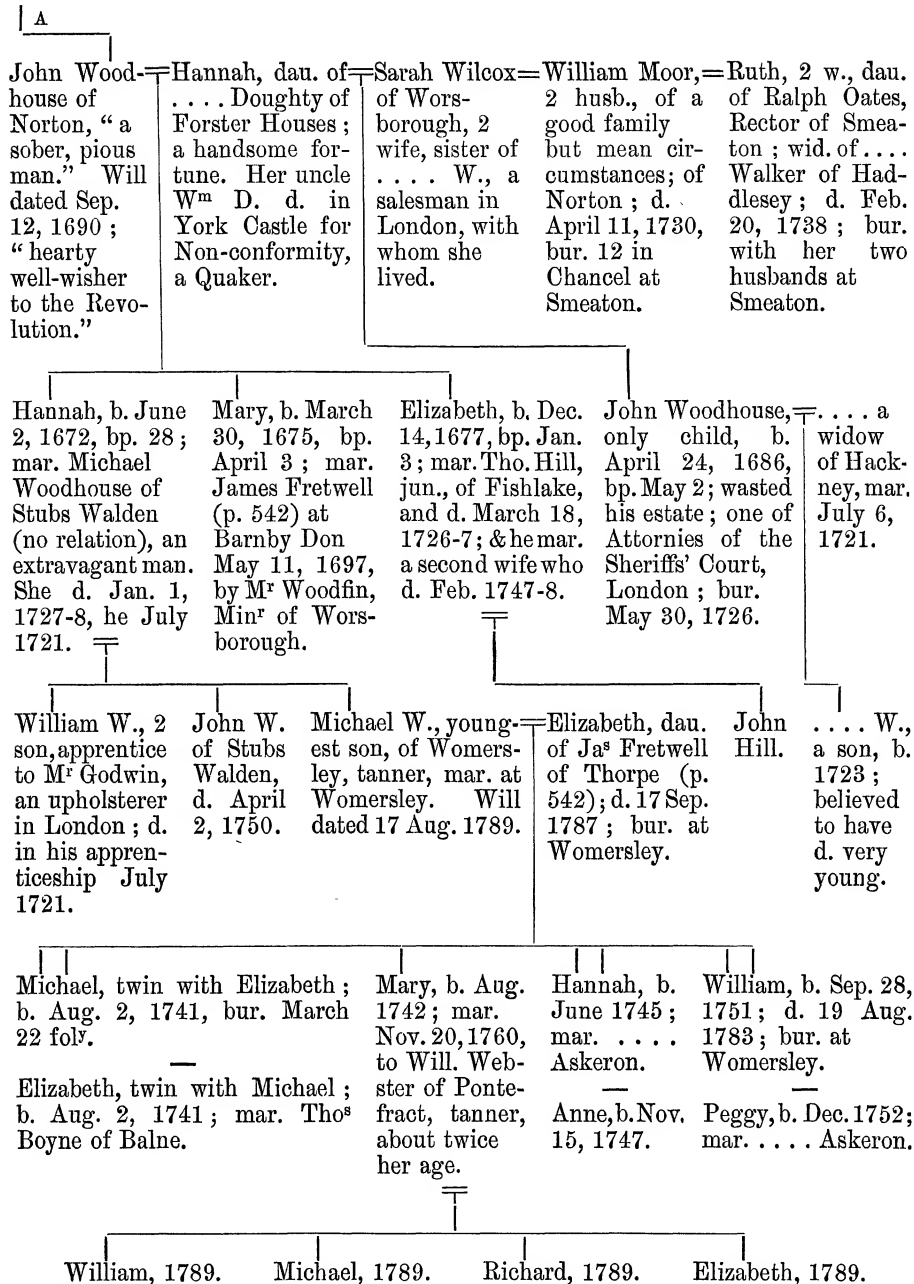 A
John Wood-
house of
Norton, “ a
sober, pious
man.” Will
dated Sep.
12, 1690 ;
“ hearty
well-wisher
to the Revo-
lution.”
Hannah, dau. of
. . . . Doughty of
Forster Houses ;
a handsome for-
tune. Her uncle
Wᵐ D. d. in
York Castle for
Non-conformity,
a Quaker.
Sarah Wilcox
of Wors-
borough, 2
wife, sister of
. . . . W., a
salesman in
London, with
whom she
lived.
William Moor,
2 husb., of a
good family
but mean cir-
cumstances; of
Norton ; d.
April 11, 1730,
bur. 12 in
Chancel at
Smeaton.
Ruth, 2 w., dau.
of Ralph Oates,
Rector of Smea-
ton ; wid. of . . . .
Walker of Had-
dlesey ; d. Feb.
20, 1738 ; bur.
with her two
husbands at
Smeaton.
Hannah, b. June
2, 1672, bp. 28 ;
mar. Michael
Woodhouse of
Stubs Walden
(no relation), an
extravagant man.
She d. Jan. 1,
1727-8, he July
1721.
Mary, b. March
30, 1675, bp.
April 3 ; mar.
James Fretwell
(p. 542) at
Barnby Don
May 11, 1697,
by Mʳ Woodfin,
Minʳ of Wors-
borough.
Elizabeth, b. Dec.
14, 1677, bp. Jan.
3 ; mar. Tho. Hill,
jun., of Fishlake,
and d. March 18,
1726-7 ; & he mar.
a second wife who
d. Feb. 1747-8.
John Woodhouse,
only child, b.
April 24, 1686,
bp. May 2 ; wasted
his estate ; one of
Attornies of the
Sheriffs’ Court,
London ; bur.
May 30, 1726.
. . . . a
widow
of Hack-
ney, mar.
July 6,
1721.
William W., 2
son, apprentice
to Mʳ Godwin,
an upholsterer
in London ; d.
in his appren-
ticeship July
1721.
John W.
of Stubs
Walden,
d. April
2, 1750.
Michael W., young-
est son, of Womers-
ley, tanner, mar. at
Womersley. Will
dated 17 Aug. 1789.
Elizabeth, dau.
of Jaˢ Fretwell
of Thorpe (p.
542) ; d. 17 Sep.
1787 ; bur. at
Womersley.
John
Hill.
. . . . W.,
a son, b.
1723 ;
believed
to have
d. very
young.
Michael, twin with Elizabeth ;
b. Aug. 2, 1741, bur. March
22 folʸ.
Elizabeth, twin with Michael ;
b. Aug. 2, 1741 ; mar. Thoˢ
Boyne of Balne.
Mary, b. Aug.
1742 ; mar.
Nov. 20, 1760,
to Will. Web-
ster of Ponte-
fract, tanner,
about twice
her age.
Hannah, b.
June 1745 ;
mar. . . . .
Askeron.
Anne, b. Nov.
15, 1747.
William, b. Sep. 28,
1751; d. 19 Aug.
1783 ; bur. at
Womersley.
Peggy, b. Dec. 1752;
mar. . . . . . Askeron.
William, 1789.
Michael, 1789.
Richard, 1789.
Elizabeth, 1789.